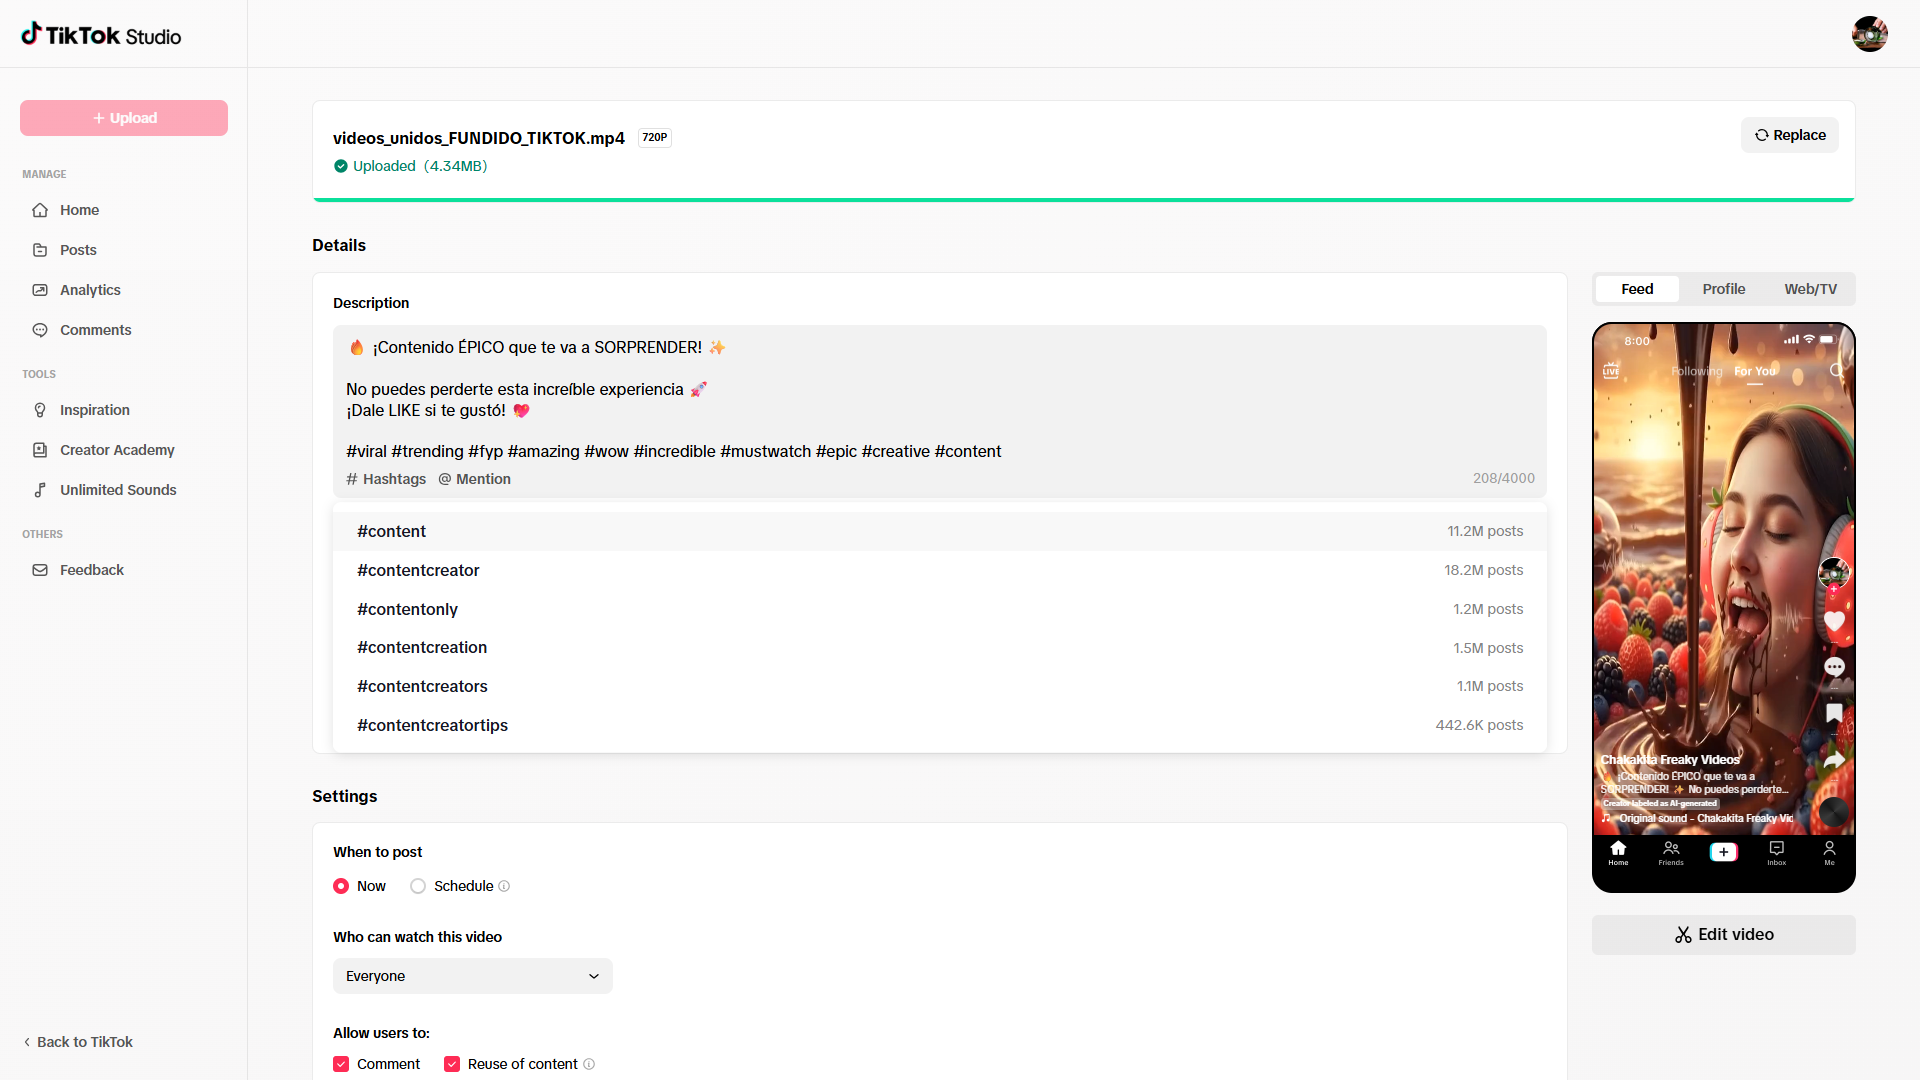 TikTok Studio
+ Upload
MANAGE
Home
Posts
Analytics
Comments
TOOLS
Inspiration
Creator Academy
Unlimited Sounds
OTHERS
Feedback
Back to TikTok
videos_unidos_FUNDIDO_TIKTOK.mp4 720P
Uploaded (4.34MB)
Replace
Details
Description
🔥 ¡Contenido ÉPICO que te va a SORPRENDER! ✨
No puedes perderte esta increíble experiencia 🚀
¡Dale LIKE si te gustó! 💖
#viral #trending #fyp #amazing #wow #incredible #mustwatch #epic #creative #content
# Hashtags @ Mention 208/4000
#content 11.2M posts
#contentcreator 18.2M posts
#contentonly 1.2M posts
#contentcreation 1.5M posts
#contentcreators 1.1M posts
#contentcreatortips 442.6K posts
Settings
When to post
Now Schedule
Who can watch this video
Everyone
Allow users to:
Comment Reuse of content
Feed Profile Web/TV
8:00
LIVE Following For You
Chakakita Freaky Videos
🔥 ¡Contenido ÉPICO que te va a
SORPRENDER! ✨ No puedes perderte...
Creator labeled as AI-generated
Original sound - Chakakita Freaky Vid
Home Friends Inbox Me
Edit video